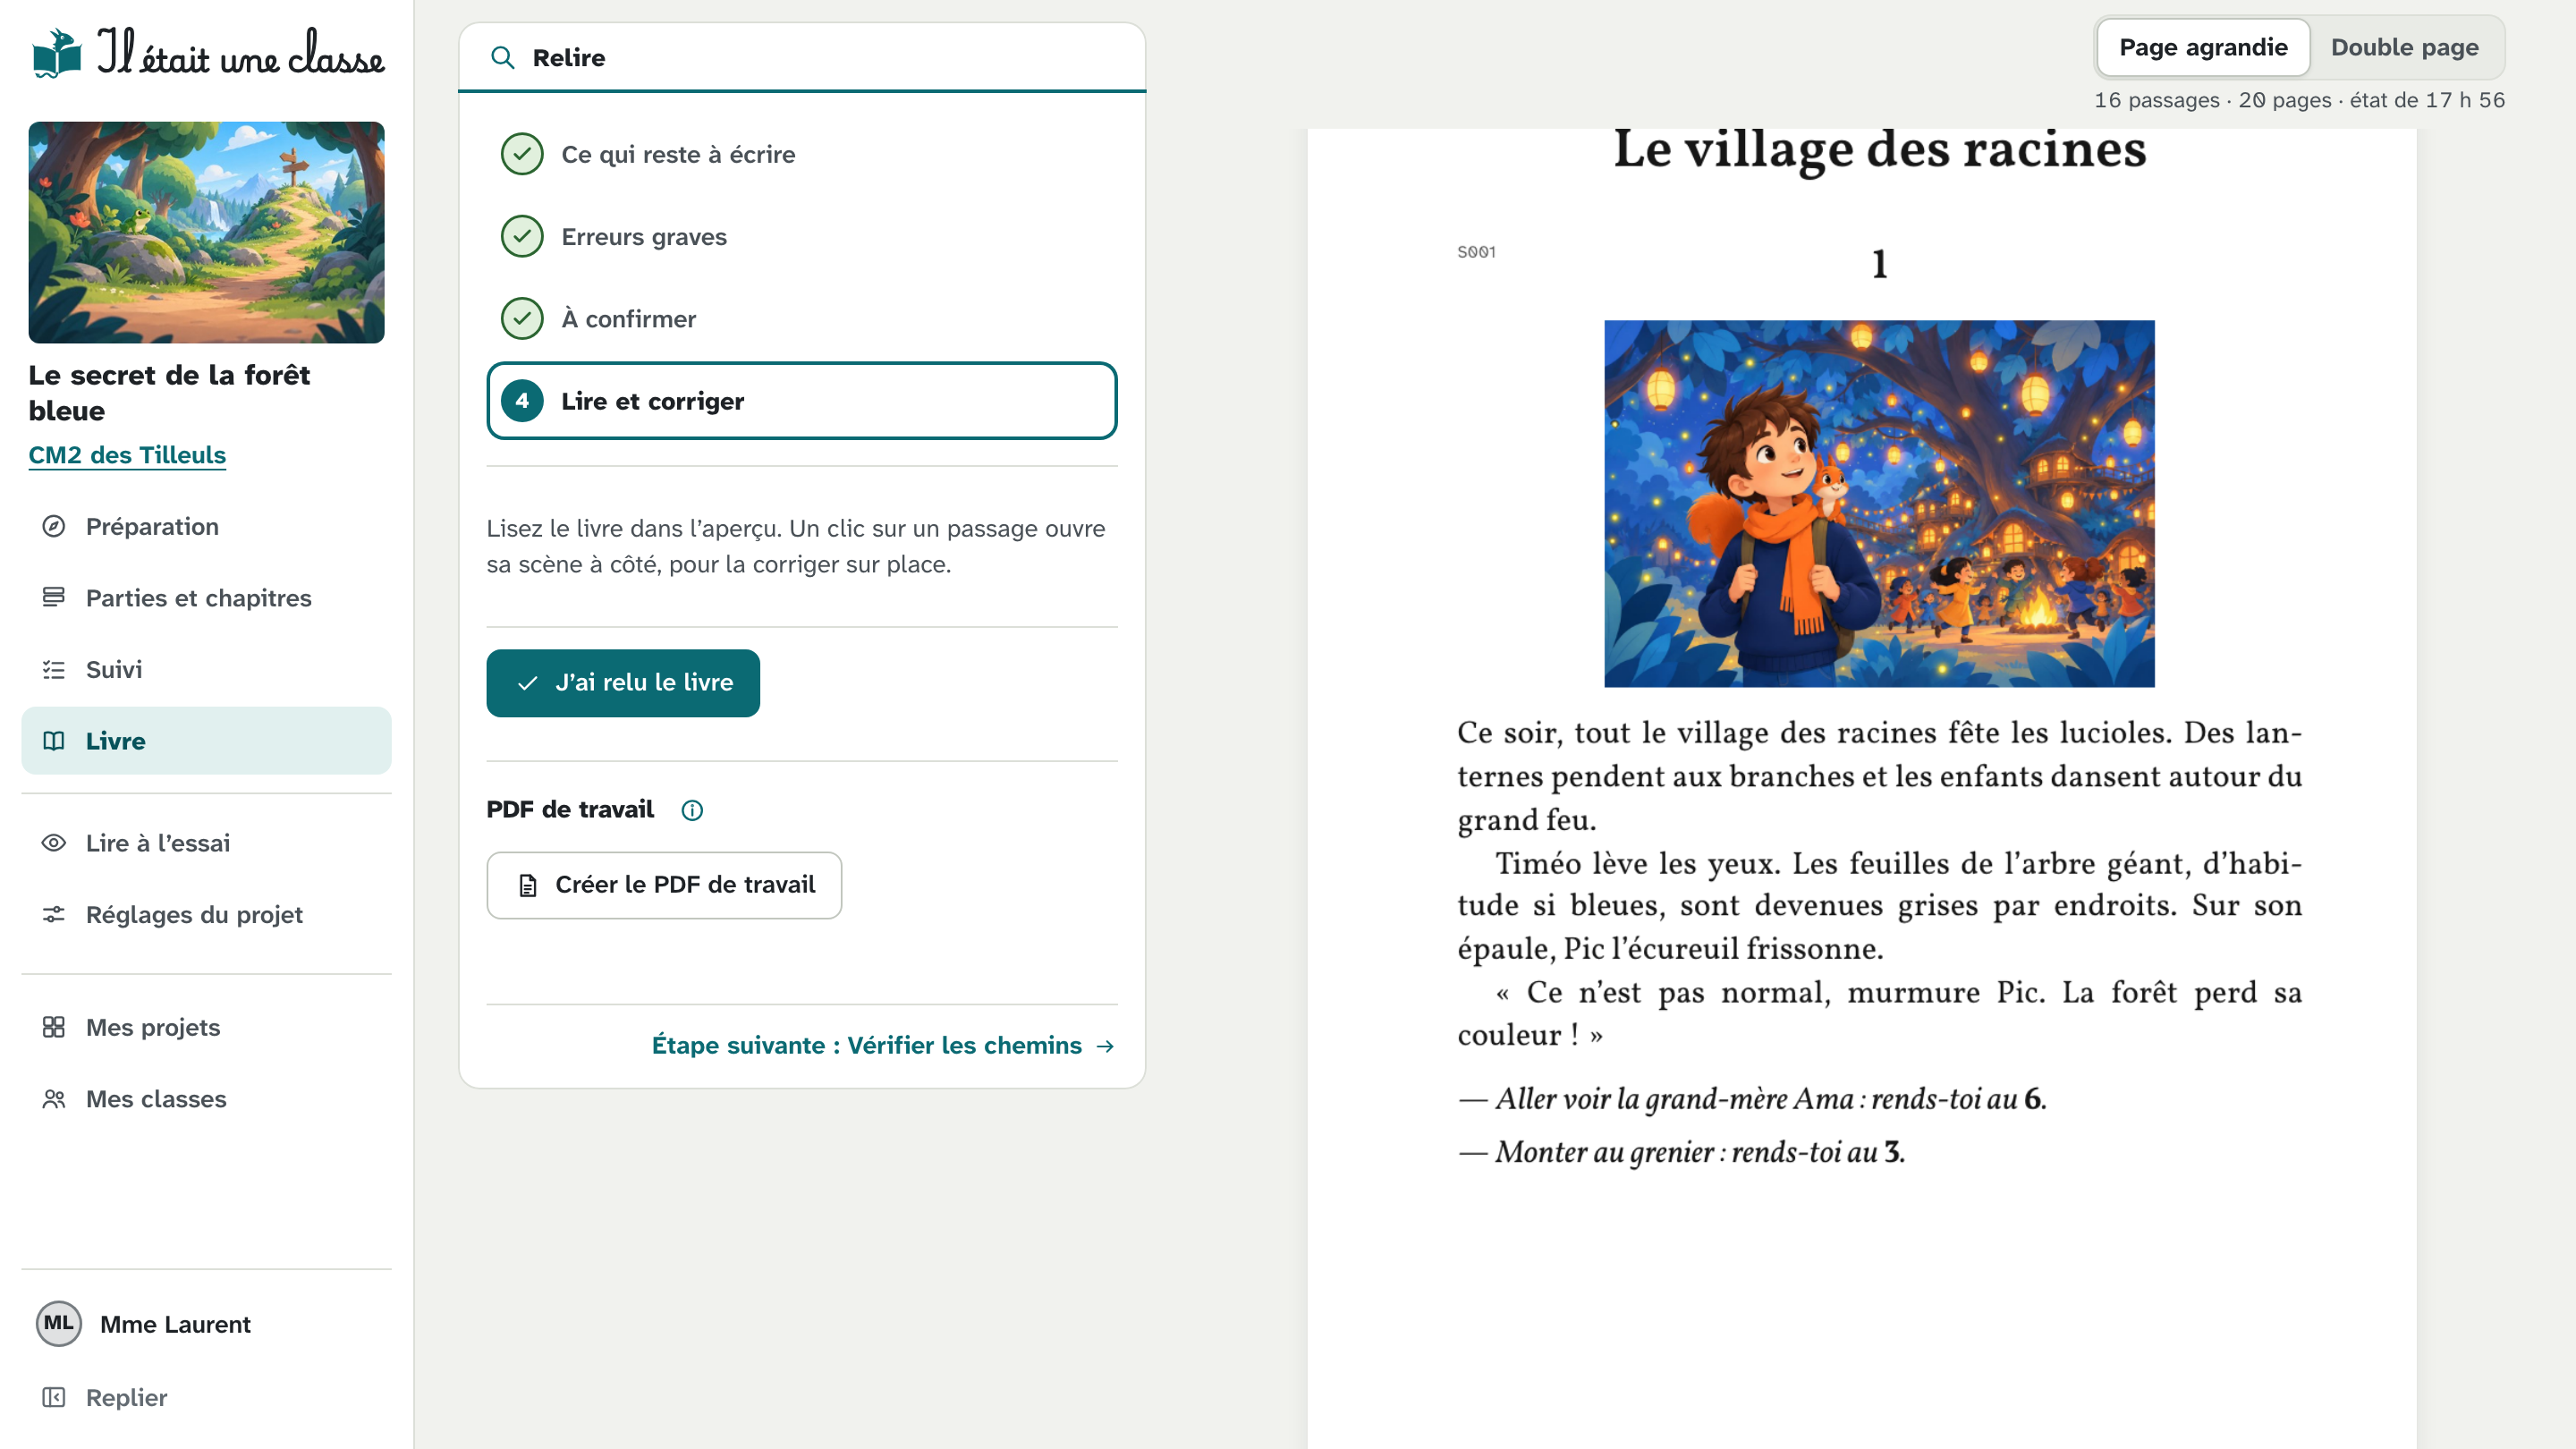 Il était une classe
Le secret de la forêt
bleue
CM2 des Tilleuls
Préparation
Parties et chapitres
Suivi
Livre
Lire à l’essai
Réglages du projet
Mes projets
Mes classes
ML
Mme Laurent
Replier
Relire
Ce qui reste à écrire
Erreurs graves
À confirmer
4
Lire et corriger
Lisez le livre dans l’aperçu. Un clic sur un passage ouvre
sa scène à côté, pour la corriger sur place.
J’ai relu le livre
PDF de travail
Créer le PDF de travail
Étape suivante : Vérifier les chemins →
Page agrandie
Double page
16 passages · 20 pages · état de 17 h 56
Le village des racines
S001
1
Ce soir, tout le village des racines fête les lucioles. Des lan-
ternes pendent aux branches et les enfants dansent autour du
grand feu.
Timéo lève les yeux. Les feuilles de l’arbre géant, d’habi-
tude si bleues, sont devenues grises par endroits. Sur son
épaule, Pic l’écureuil frissonne.
« Ce n’est pas normal, murmure Pic. La forêt perd sa
couleur ! »
— Aller voir la grand-mère Ama : rends-toi au 6.
— Monter au grenier : rends-toi au 3.